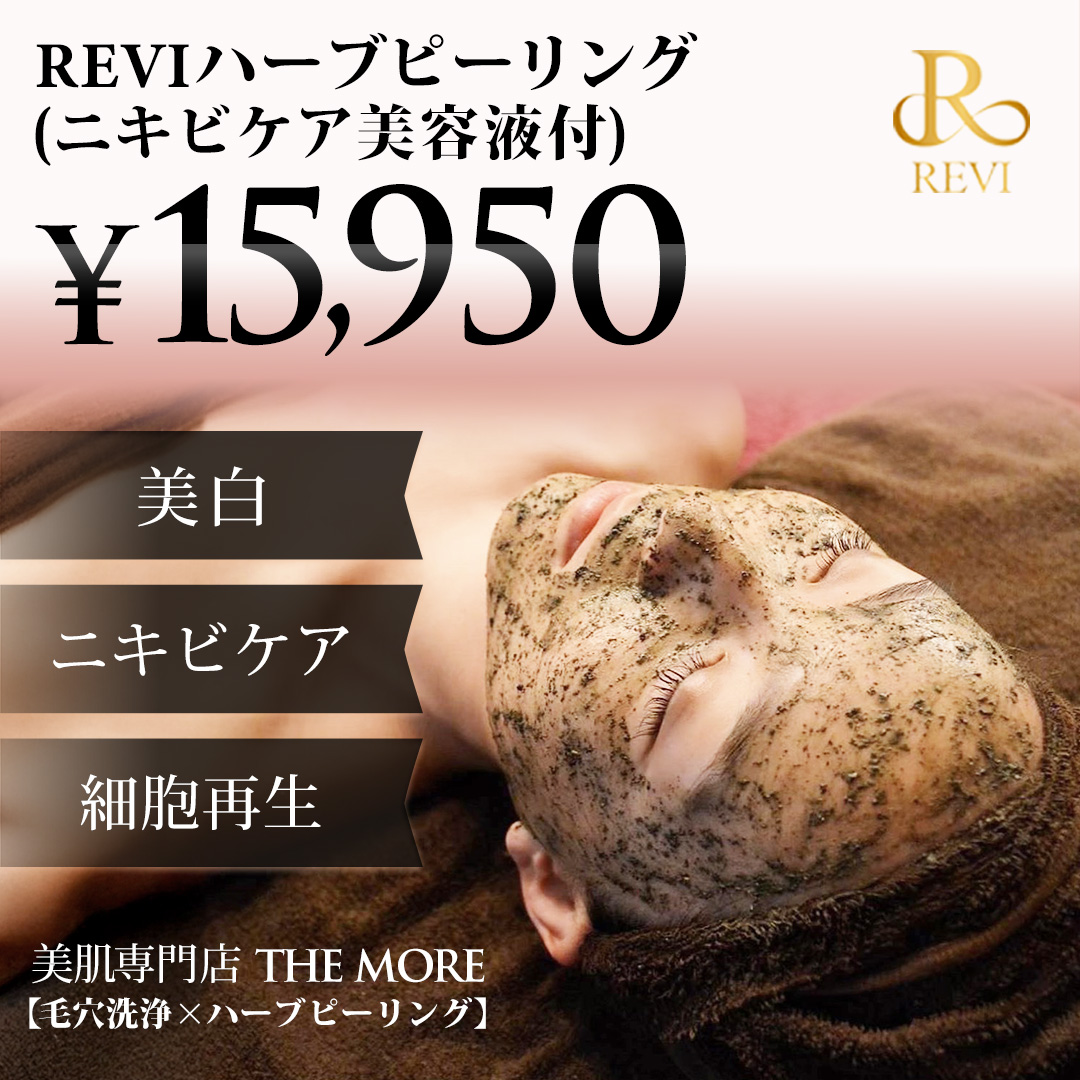 REVIハーブピーリング
(ニキビケア美容液付)
¥15,950
R
REVI
美白
ニキビケア
細胞再生
美肌専門店 THE MORE
【毛穴洗浄×ハーブピーリング】